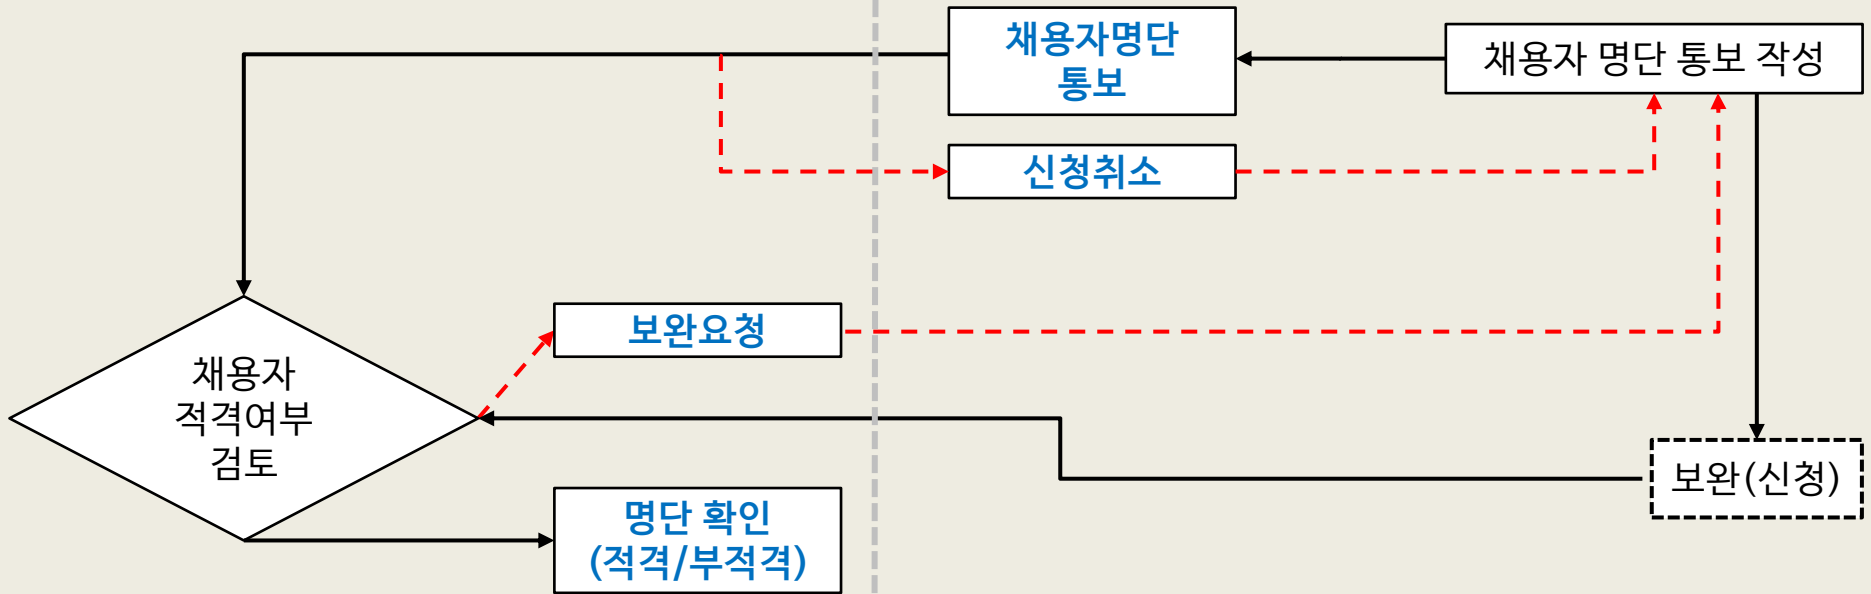 채용자명단
통보
채용자 명단 통보 작성
신청취소
보완요청
채용자
적격여부
검토
보완(신청)
명단 확인
(적격/부적격)